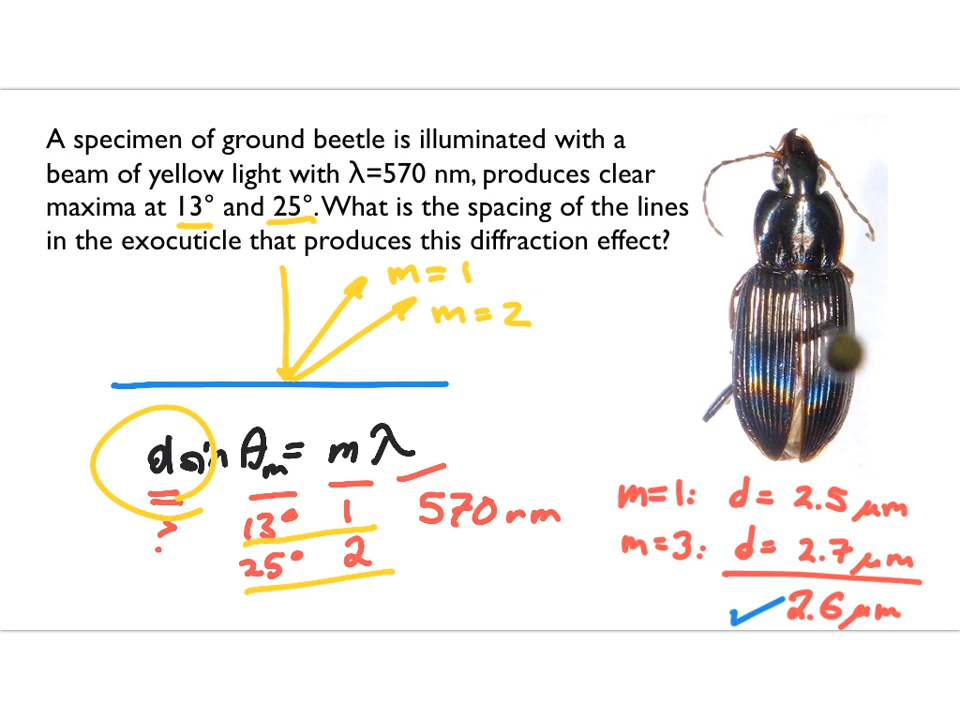 A specimen of ground beetle is illuminated with a
beam of yellow light with λ=570 nm, produces clear
maxima at 13° and 25°. What is the spacing of the lines
in the exocuticle that produces this diffraction effect?
m = 1
m = 2
d sin θm = m λ
? 13° 1 570 nm
25° 2
m=1: d = 2.5 μm
m=3: d= 2.7 μm
2.6 μm